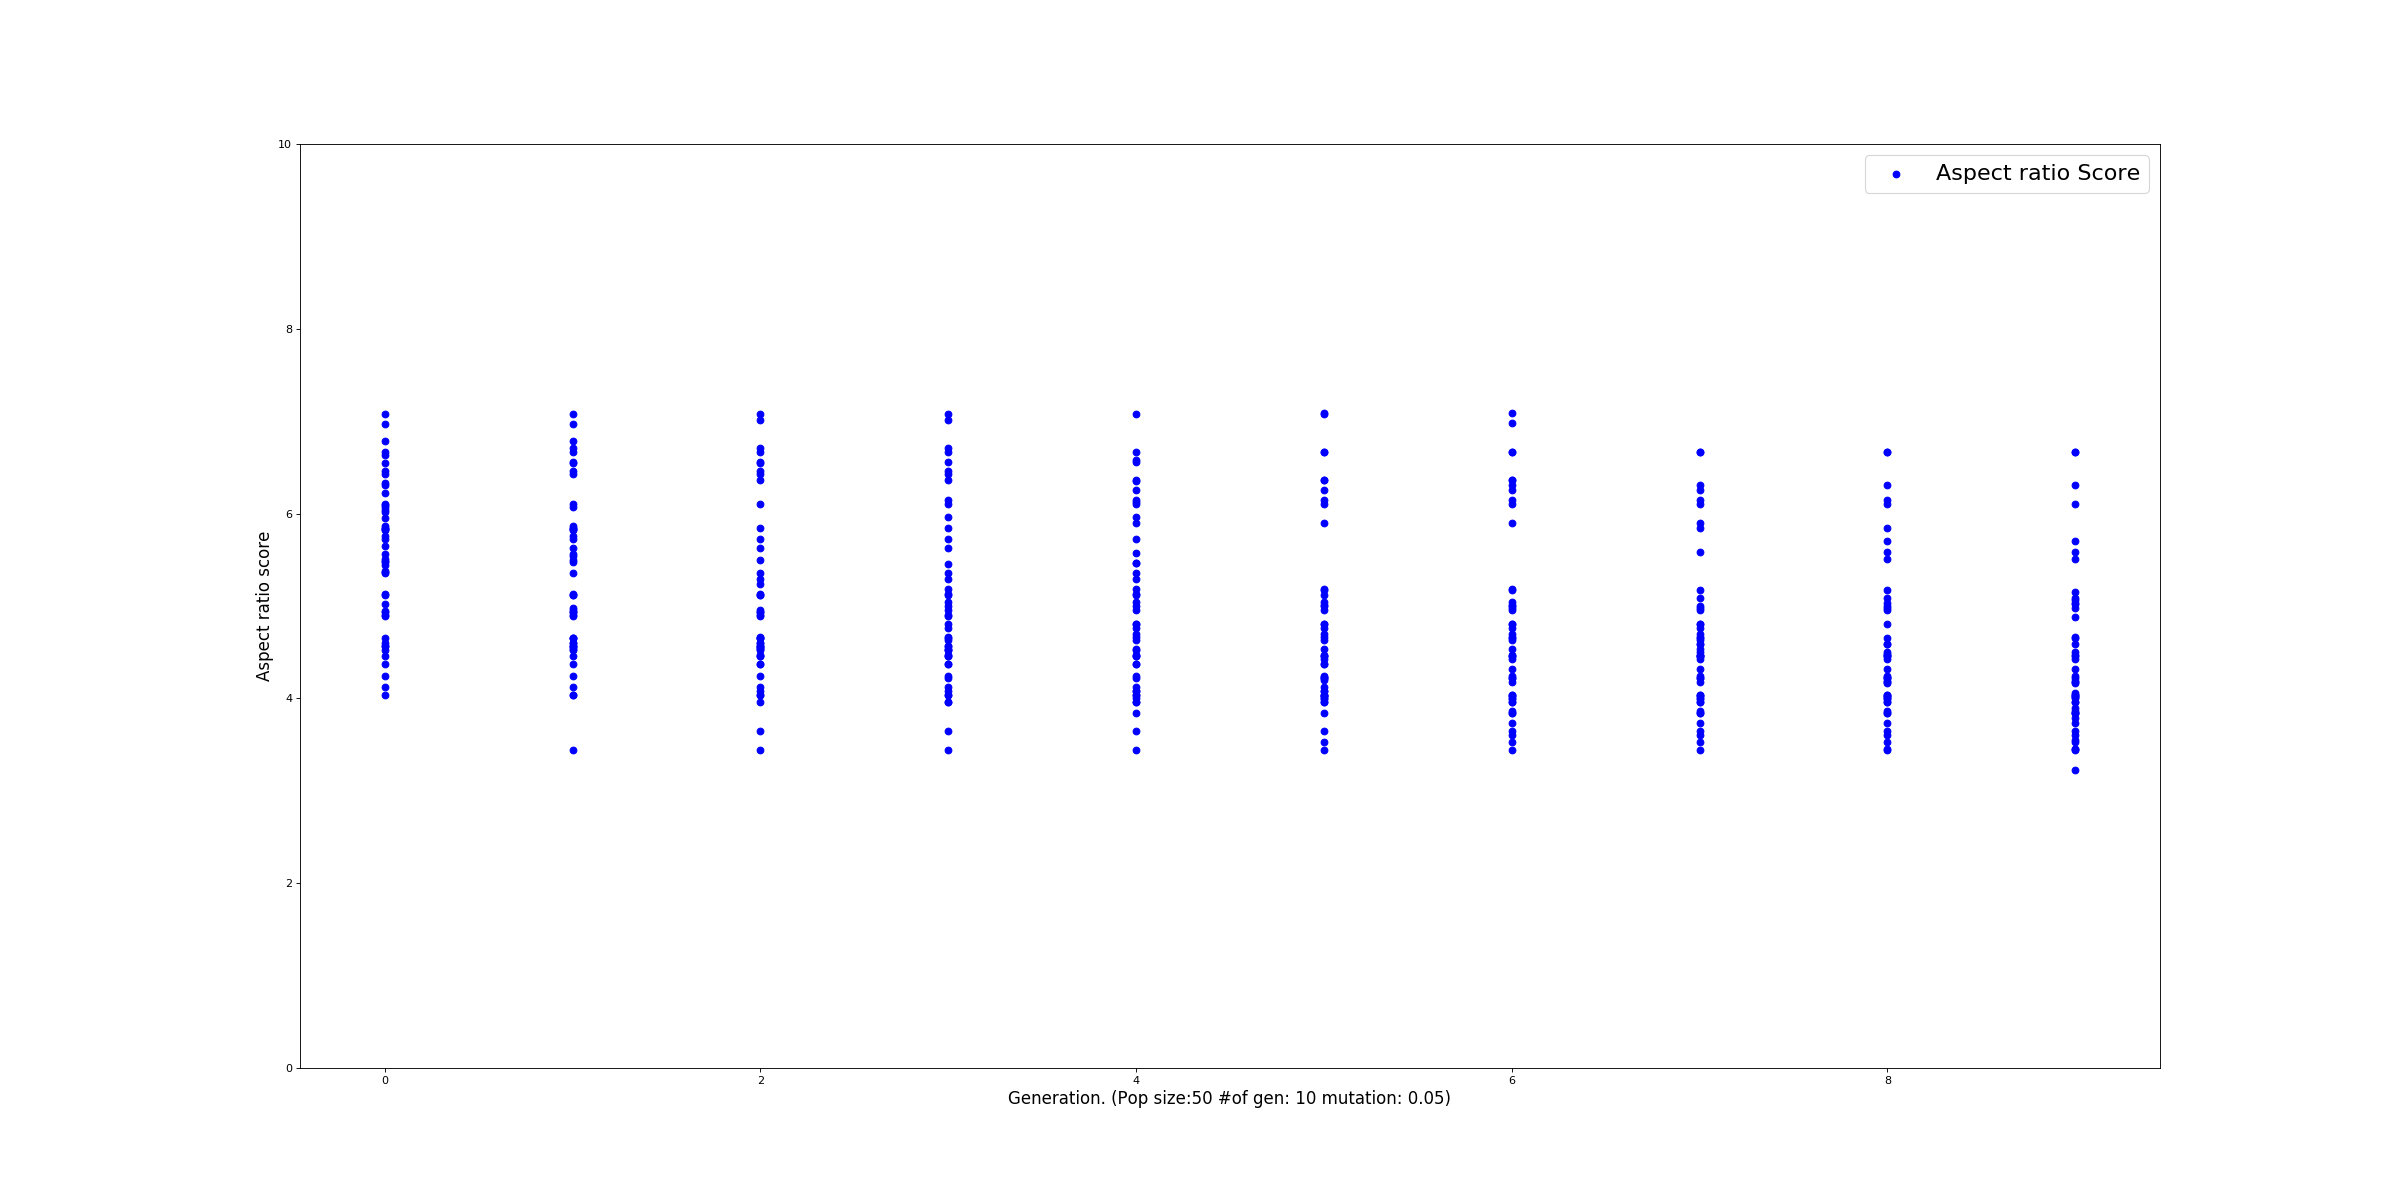 Aspect ratio Score
10
8
6
4
2
0
Aspect ratio score
0 2 4 6 8
Generation. (Pop size:50 #of gen: 10 mutation: 0.05)